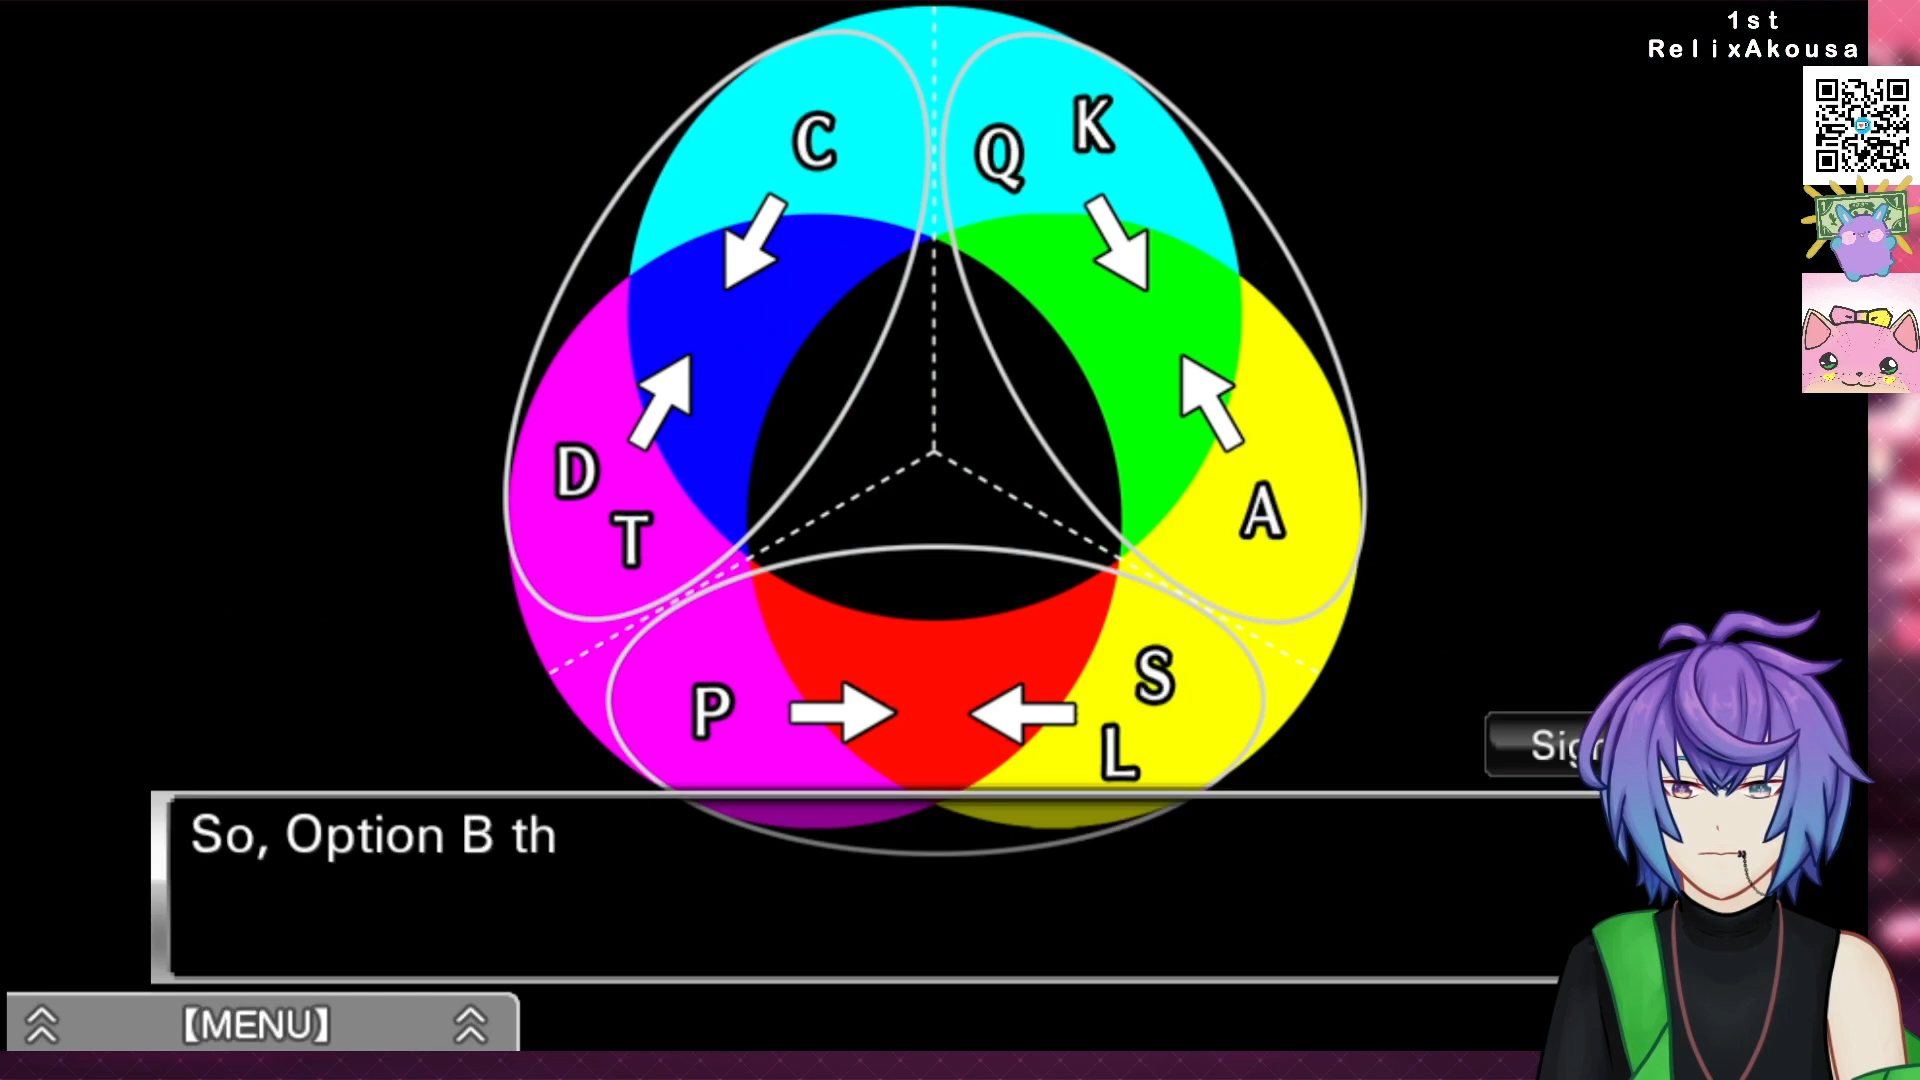 1st
RelixAkousa
C
Q
K
D
T
A
P
S
L
So, Option B th
【MENU】